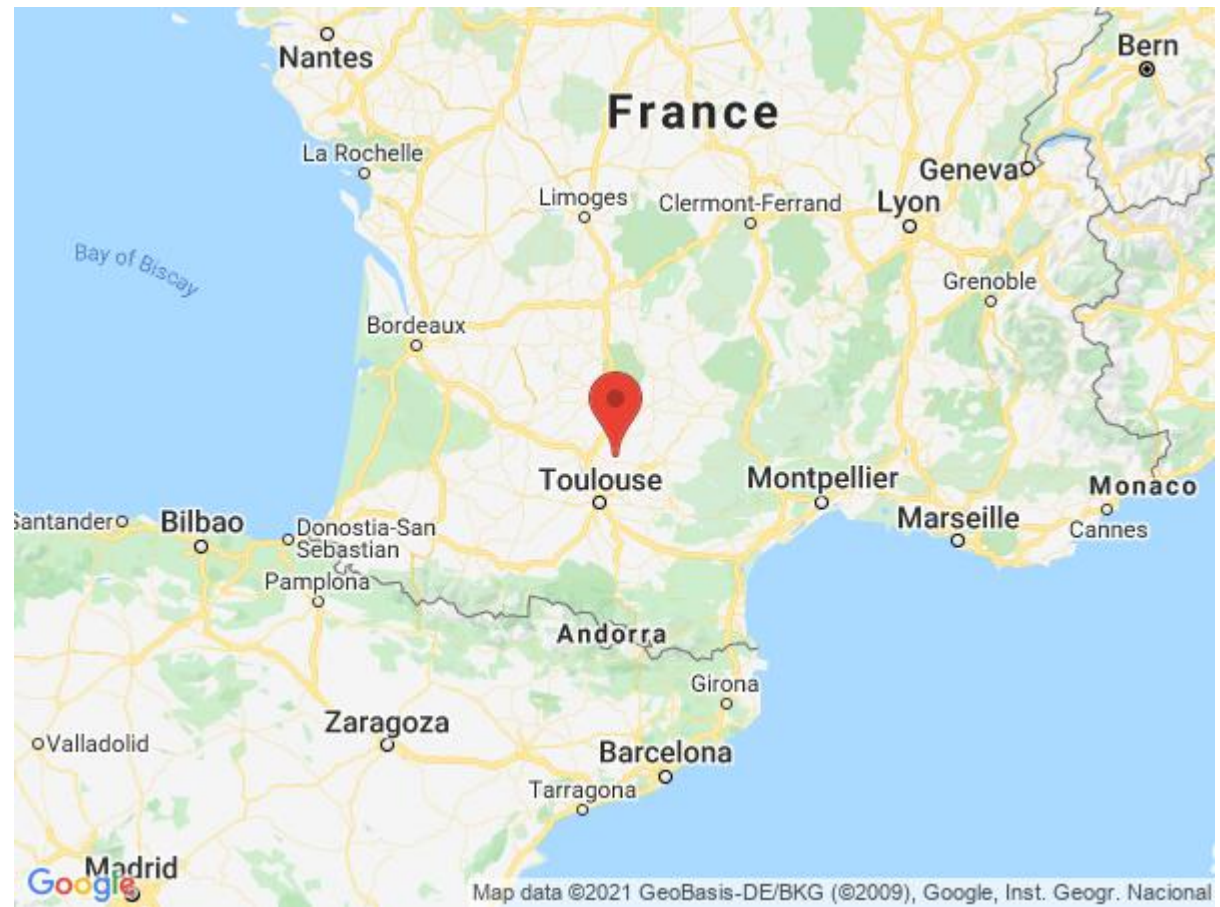 Nantes
Bern
France
La Rochelle
Geneva
Limoges
Clermont-Ferrand
Lyon
Bay of Biscay
Grenoble
Bordeaux
Toulouse
Montpellier
Monaco
Santander
Bilbao
Donostia-San
Sebastian
Marseille
Cannes
Pamplona
Andorra
Girona
Zaragoza
Valladolid
Barcelona
Tarragona
Madrid
Google
Map data ©2021 GeoBasis-DE/BKG (©2009), Google, Inst. Geogr. Nacional